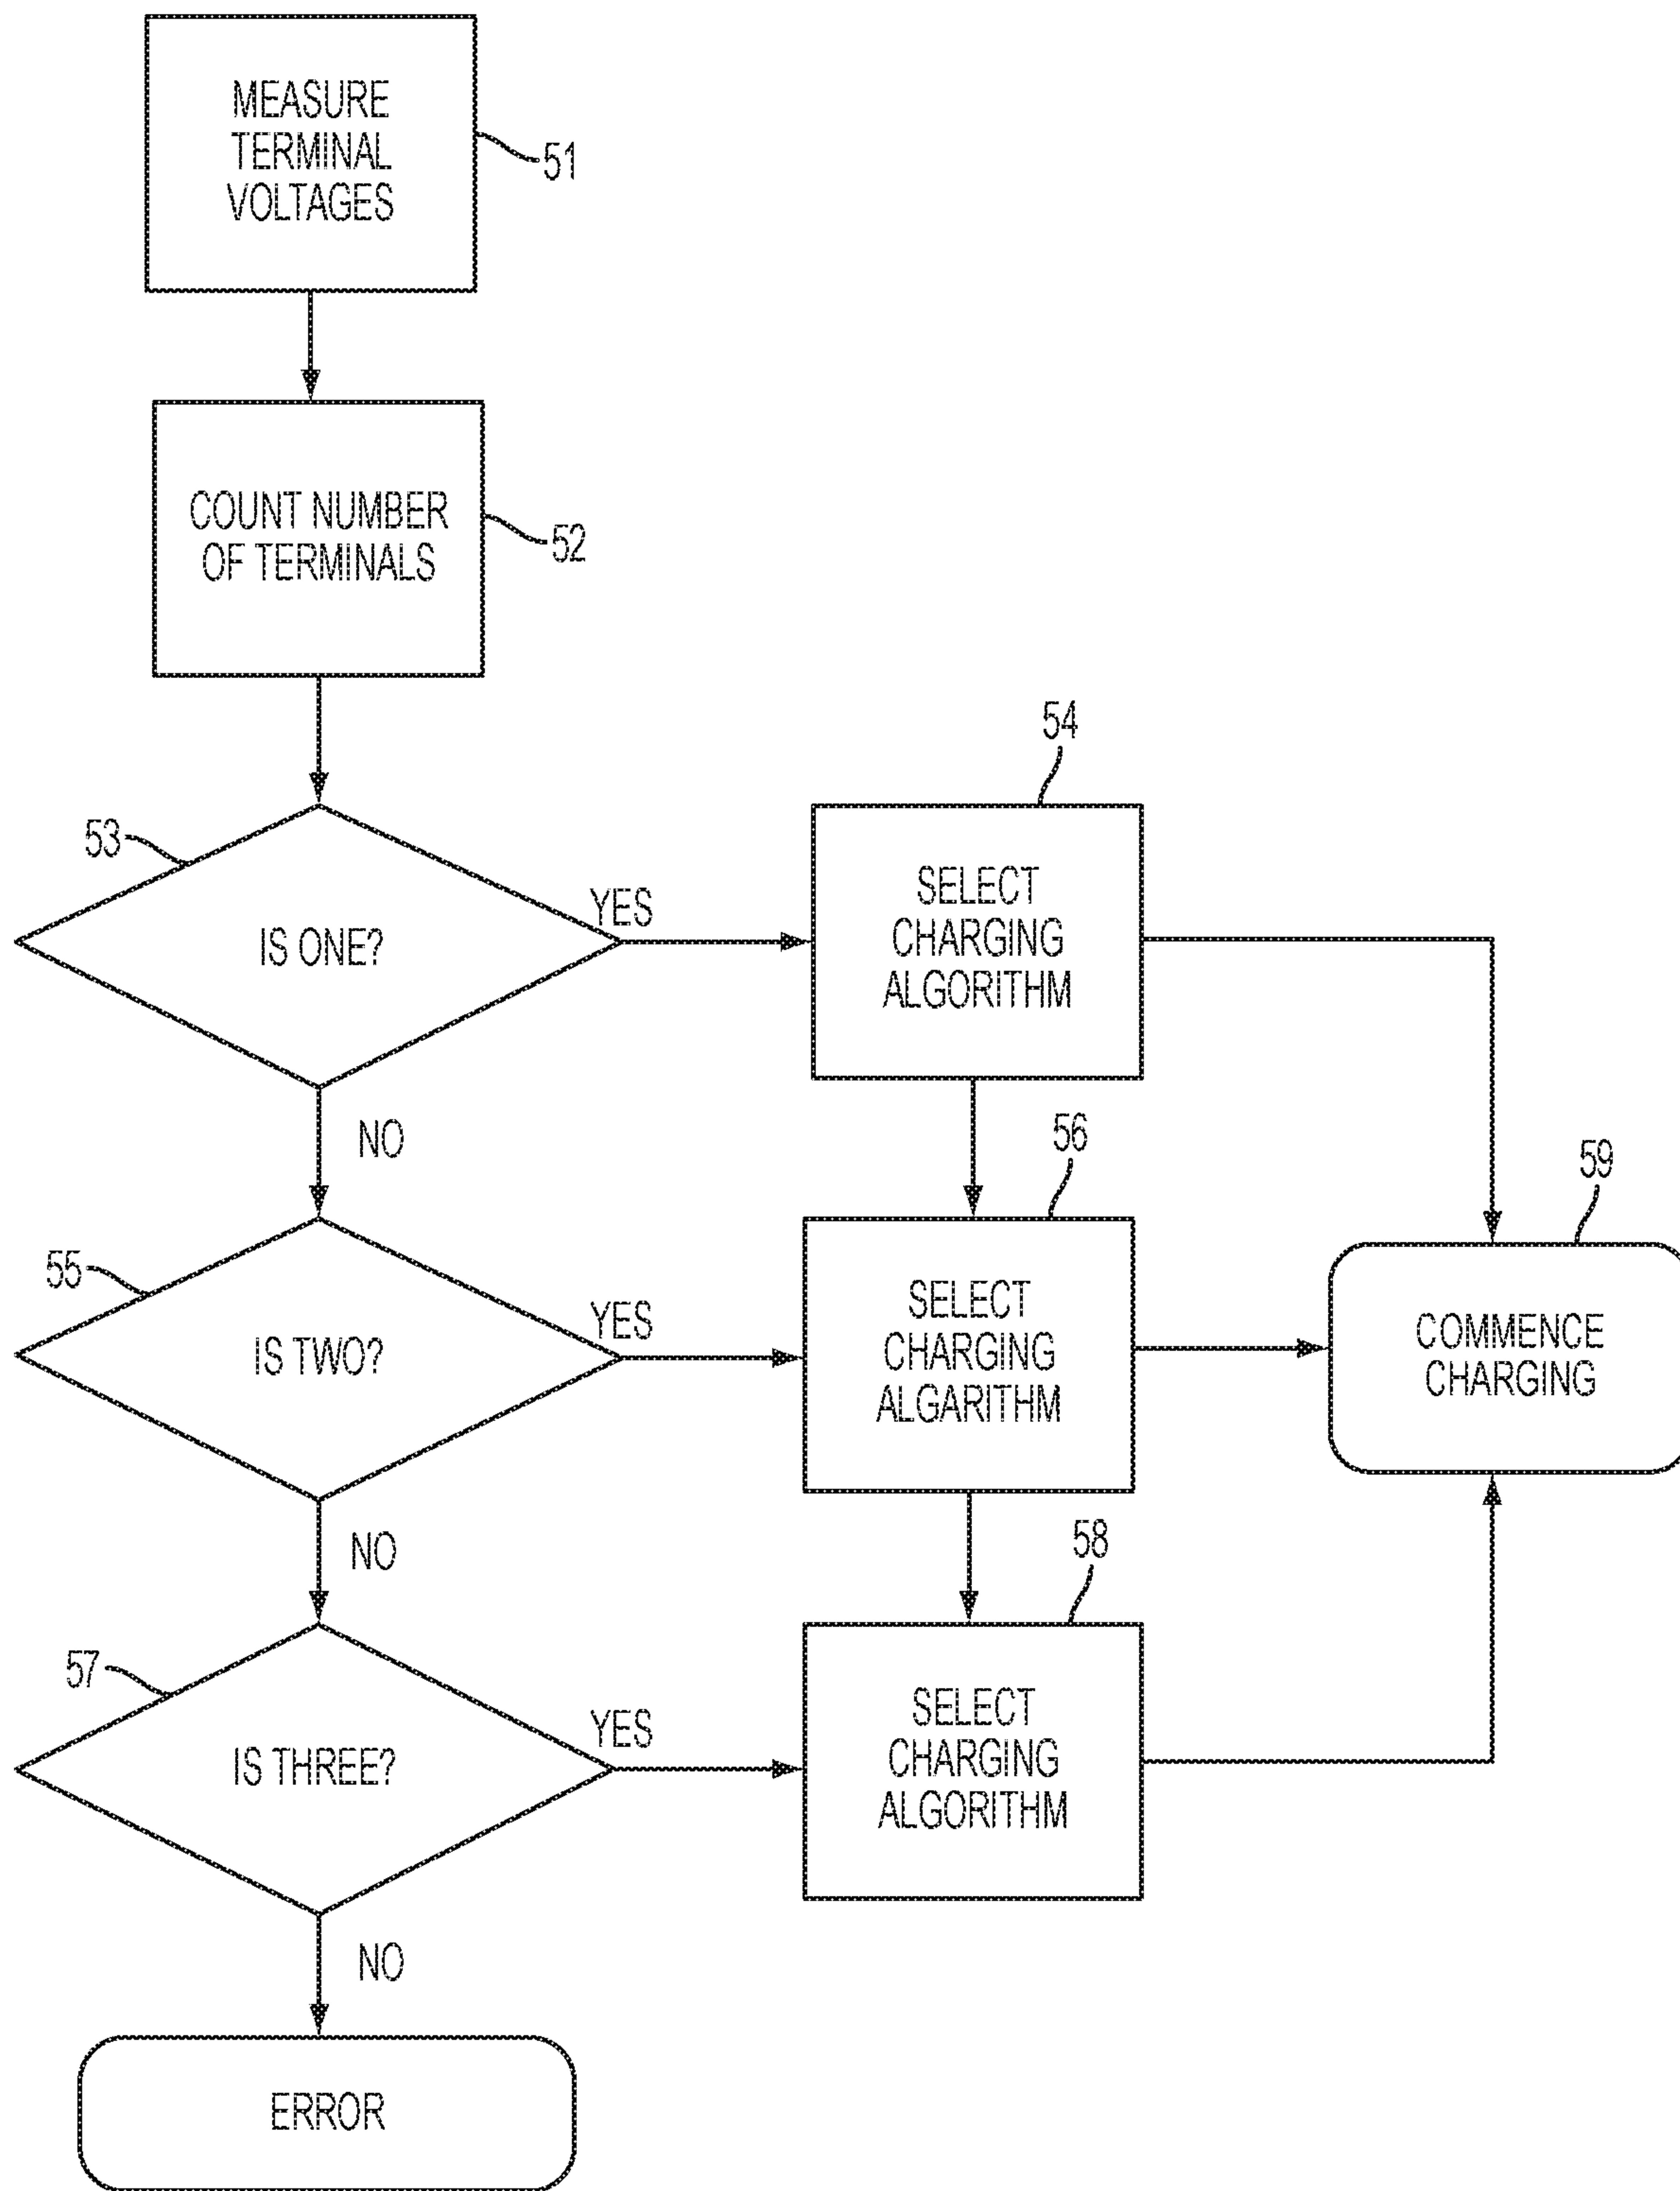 MEASURE
TERMINAL
VOLTAGES
51
COUNT NUMBER
OF TERMINALS
52
53
IS ONE?
YES
NO
54
SELECT
CHARGING
ALGORITHM
55
IS TWO?
YES
NO
56
SELECT
CHARGING
ALGARITHM
59
COMMENCE
CHARGING
57
IS THREE?
YES
NO
58
SELECT
CHARGING
ALGORITHM
ERROR